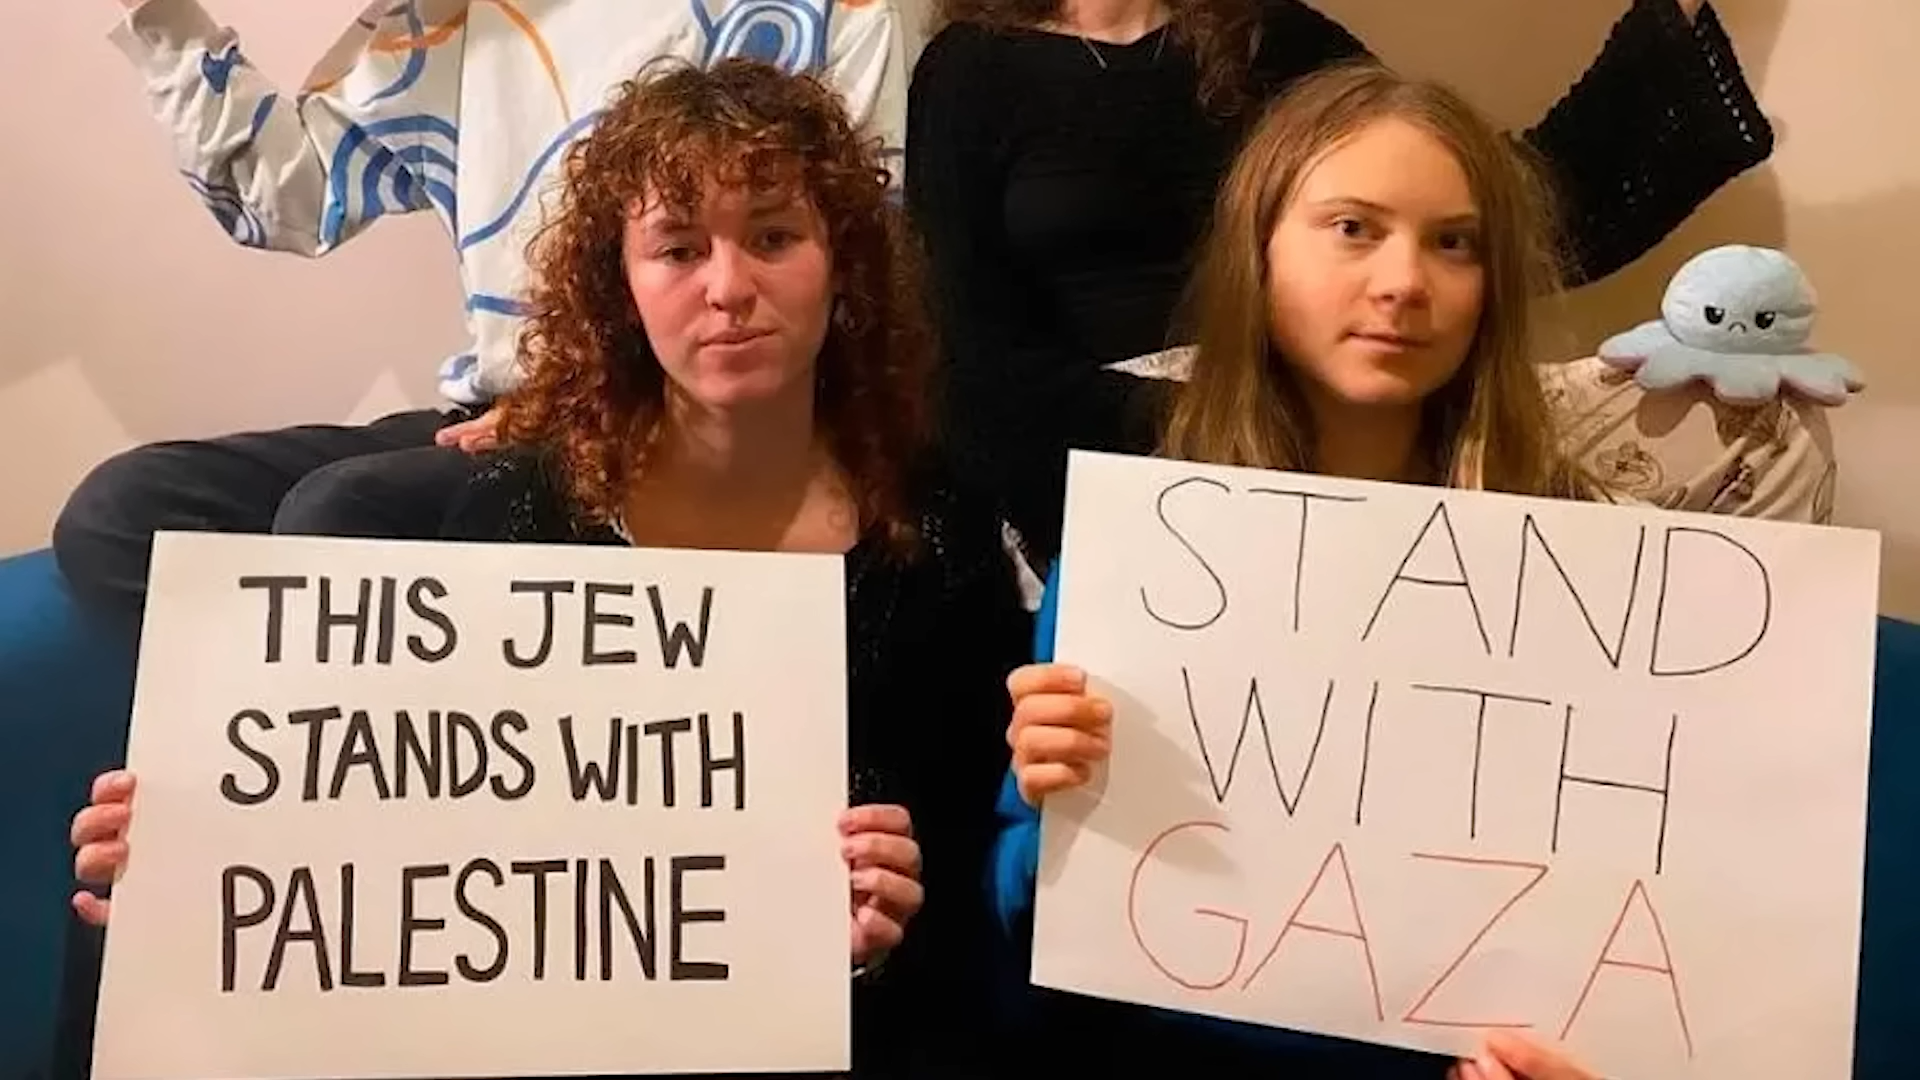 THIS JEW
STANDS WITH
PALESTINE
STAND
WITH
GAZA